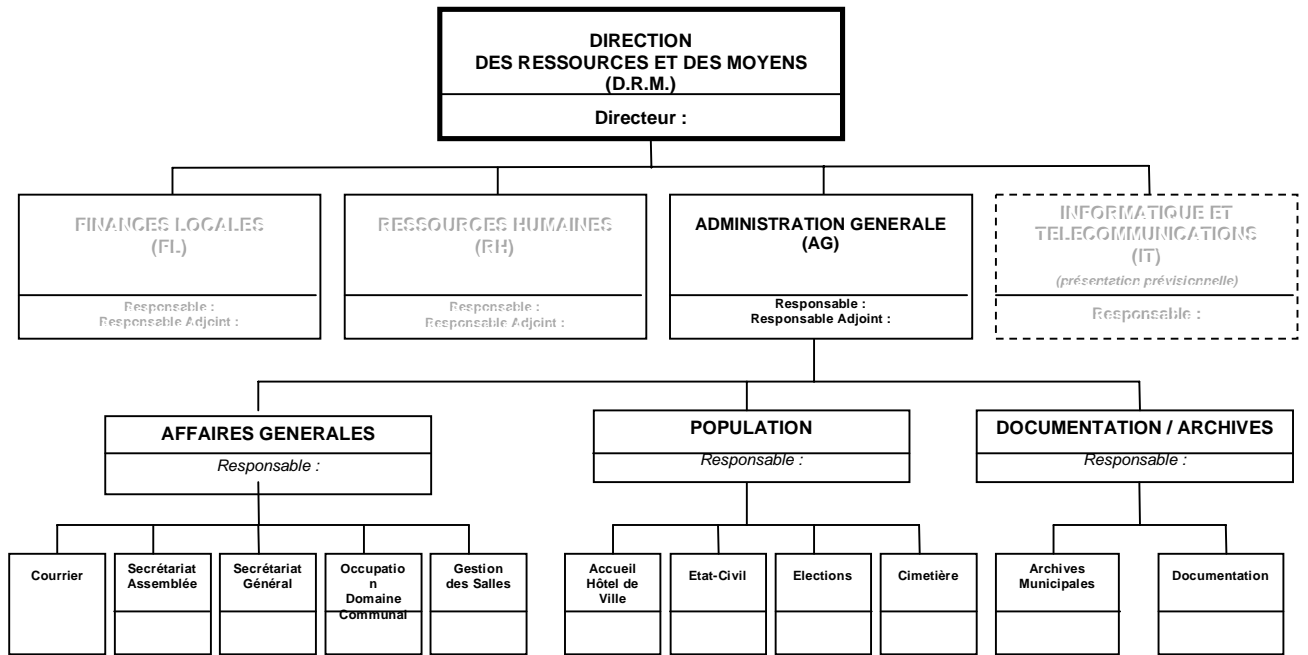 DIRECTION
DES RESSOURCES ET DES MOYENS
(D.R.M.)
Directeur :
FINANCES LOCALES
(FL)
Responsable :
Responsable Adjoint :
RESSOURCES HUMAINES
(RH)
Responsable :
Responsable Adjoint :
ADMINISTRATION GENERALE
(AG)
Responsable :
Responsable Adjoint :
INFORMATIQUE ET
TELECOMMUNICATIONS
(IT)
(présentation prévisionnelle)
Responsable :
AFFAIRES GENERALES
Responsable :
POPULATION
Responsable :
DOCUMENTATION / ARCHIVES
Responsable :
Courrier
Secrétariat
Assemblée
Secrétariat
Général
Occupatio
n
Domaine
Communal
Gestion
des Salles
Accueil
Hôtel de
Ville
Etat-Civil
Elections
Cimetière
Archives
Municipales
Documentation